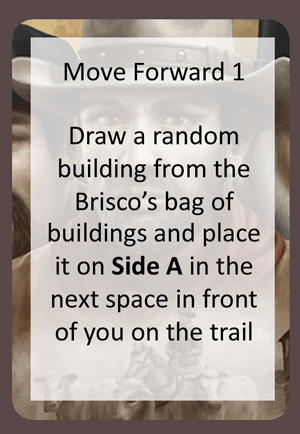 Move Forward 1
Draw a random
building from the
Brisco’s bag of
buildings and place
it on Side A in the
next space in front
of you on the trail